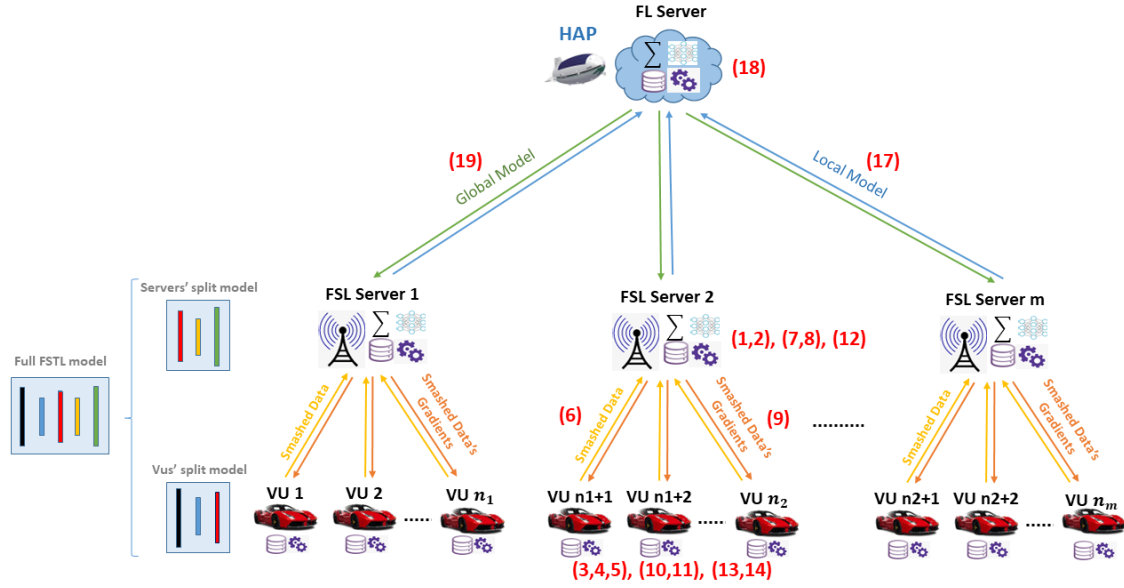 FL Server
HAP
∑
(18)
(19)
Global Model
(17)
Local Model
Servers' split model
FSL Server 1
∑
FSL Server 2
∑
(1,2), (7,8), (12)
FSL Server m
∑
Full FSTL model
Smashed Data
Smashed Data's
Gradients
(6)
Smashed Data
Smashed Data's
Gradients
(9)
..........
Smashed Data
Smashed Data's
Gradients
Vus' split model
VU 1
VU 2
VU n₁
.....
VU n1+1
VU n1+2
VU n₂
.....
VU n2+1
VU n2+2
VU nₘ
.....
(3,4,5), (10,11), (13,14)